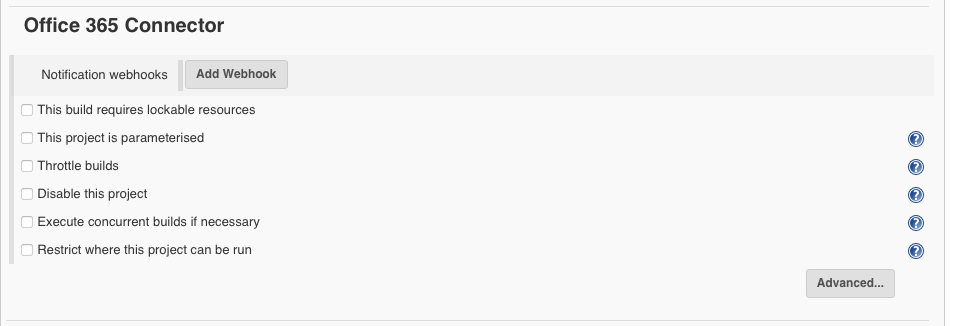 Office 365 Connector
Notification webhooks Add Webhook
This build requires lockable resources
This project is parameterised ?
Throttle builds ?
Disable this project ?
Execute concurrent builds if necessary ?
Restrict where this project can be run ?
Advanced...